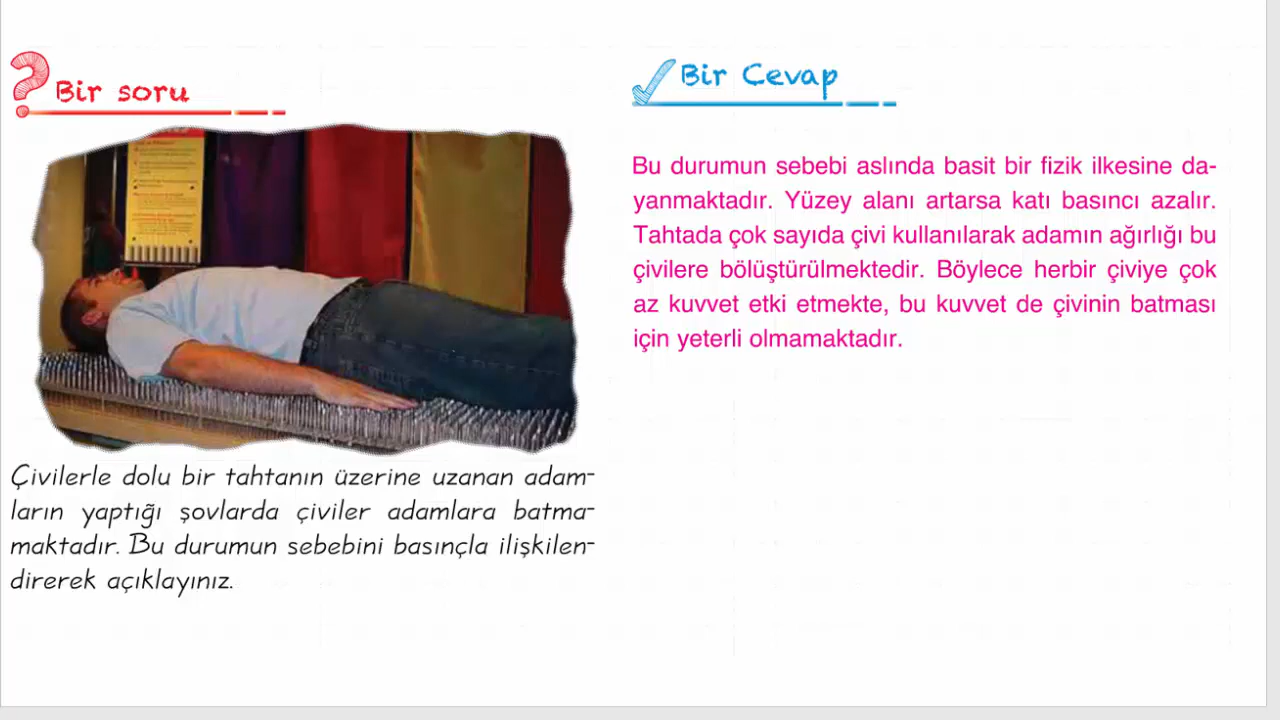 Bir soru
Çivilerle dolu bir tahtanın üzerine uzanan adam-
ların yaptığı şovlarda çiviler adamlara batma-
maktadır. Bu durumun sebebini basınçla ilişkilen-
direrek açıklayınız.
Bir Cevap
Bu durumun sebebi aslında basit bir fizik ilkesine da-
yanmaktadır. Yüzey alanı artarsa katı basıncı azalır.
Tahtada çok sayıda çivi kullanılarak adamın ağırlığı bu
çivilere bölüştürülmektedir. Böylece herbir çiviye çok
az kuvvet etki etmekte, bu kuvvet de çivinin batması
için yeterli olmamaktadır.